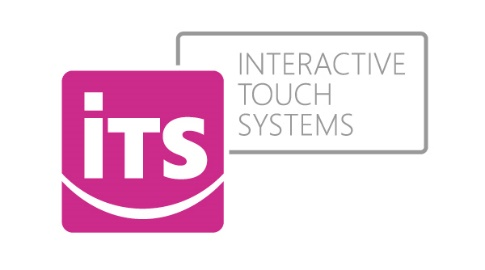 iTS
INTERACTIVE
TOUCH
SYSTEMS